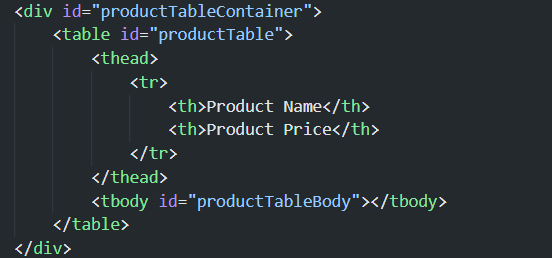 <div id="productTableContainer">
    <table id="productTable">
        <thead>
            <tr>
                <th>Product Name</th>
                <th>Product Price</th>
            </tr>
        </thead>
        <tbody id="productTableBody"></tbody>
    </table>
</div>